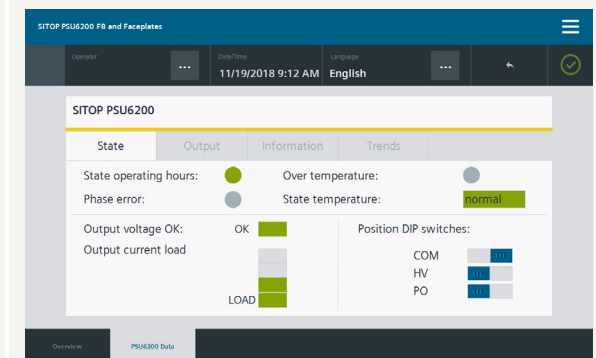 SITOP PSU6200 FB and Faceplates
Operator
...
Date/Time
11/19/2018 9:12 AM
Language
English
...
SITOP PSU6200
State Output Information Trends
State operating hours: Over temperature:
Phase error: State temperature: normal
Output voltage OK: OK Position DIP switches:
Output current load
COM
HV
PO
LOAD
Overview PSU6200 Data